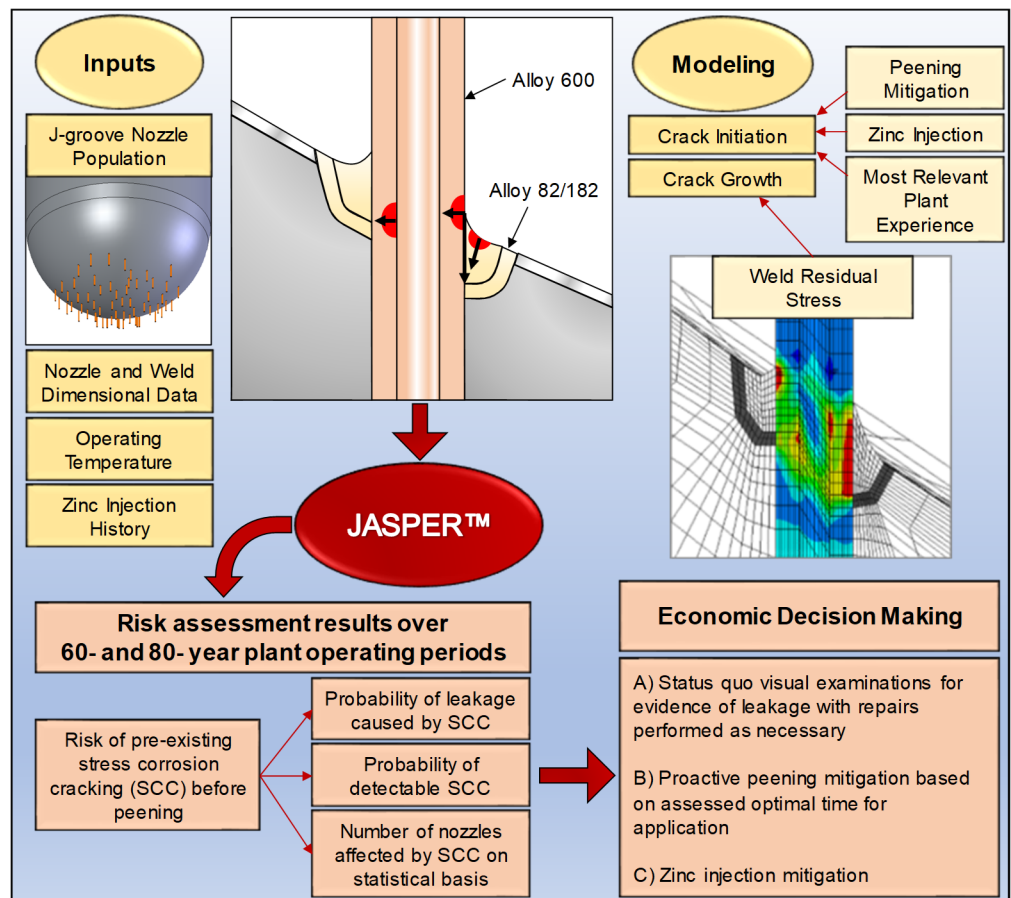 Inputs
J-groove Nozzle
Population
Nozzle and Weld
Dimensional Data
Operating
Temperature
Zinc Injection
History
Alloy 600
Alloy 82/182
Modeling
Crack Initiation
Crack Growth
Peening
Mitigation
Zinc Injection
Most Relevant
Plant
Experience
Weld Residual
Stress
JASPER™
Risk assessment results over
60- and 80- year plant operating periods
Risk of pre-existing
stress corrosion
cracking (SCC) before
peening
Probability of leakage
caused by SCC
Probability of
detectable SCC
Number of nozzles
affected by SCC on
statistical basis
Economic Decision Making
A) Status quo visual examinations for
evidence of leakage with repairs
performed as necessary
B) Proactive peening mitigation based
on assessed optimal time for
application
C) Zinc injection mitigation